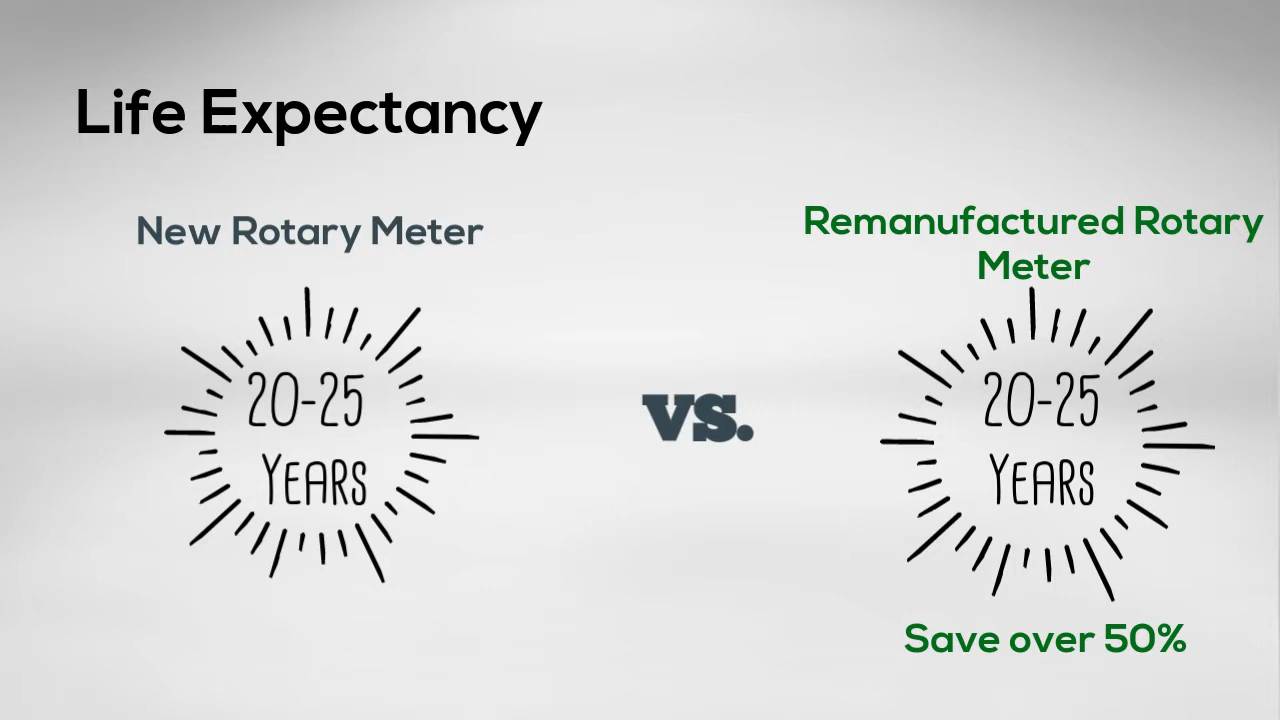 Life Expectancy
New Rotary Meter
20-25
YEARS
vs.
Remanufactured Rotary
Meter
20-25
YEARS
Save over 50%